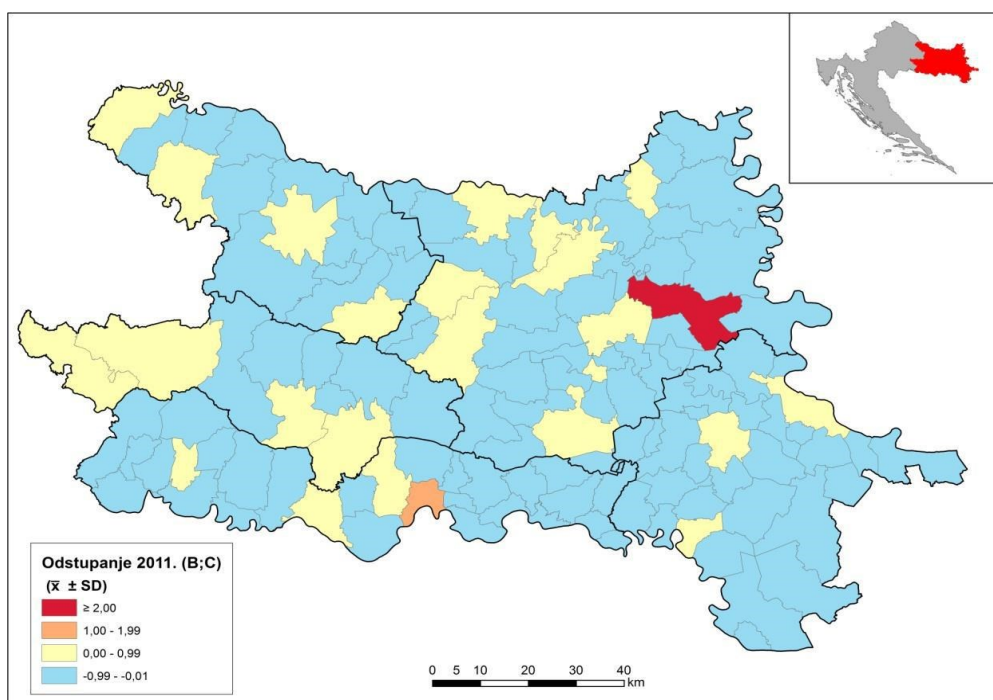 Odstupanje 2011. (B;C)
(x̅ ± SD)
≥ 2,00
1,00 - 1,99
0,00 - 0,99
-0,99 - -0,01
0 5 10 20 30 40
km